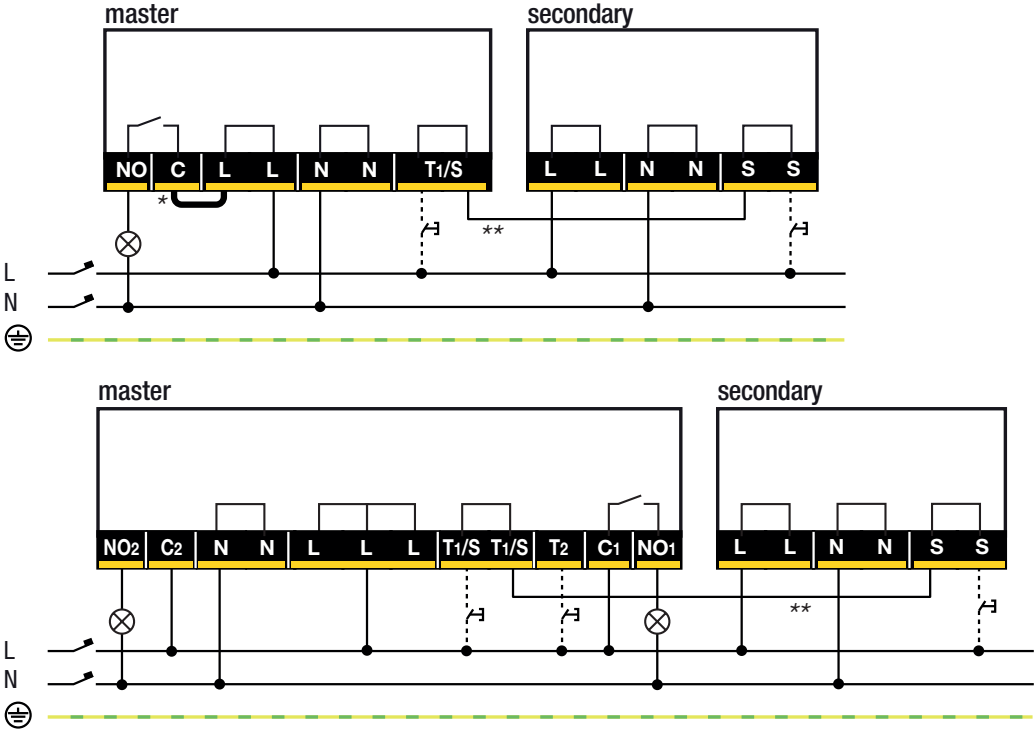 master secondary
NO C L L N N T1/S L L N N S S
* **
L
N
master secondary
NO2 C2 N N L L L T1/S T1/S T2 C1 NO1 L L N N S S
**
L
N